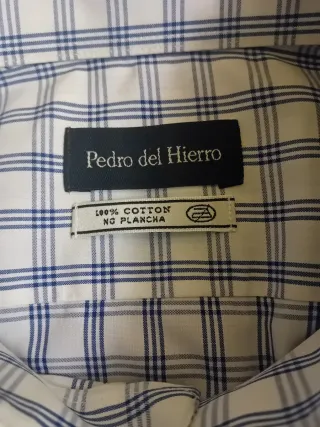 Pedro del Hierro
100% COTTON
NO PLANCHA